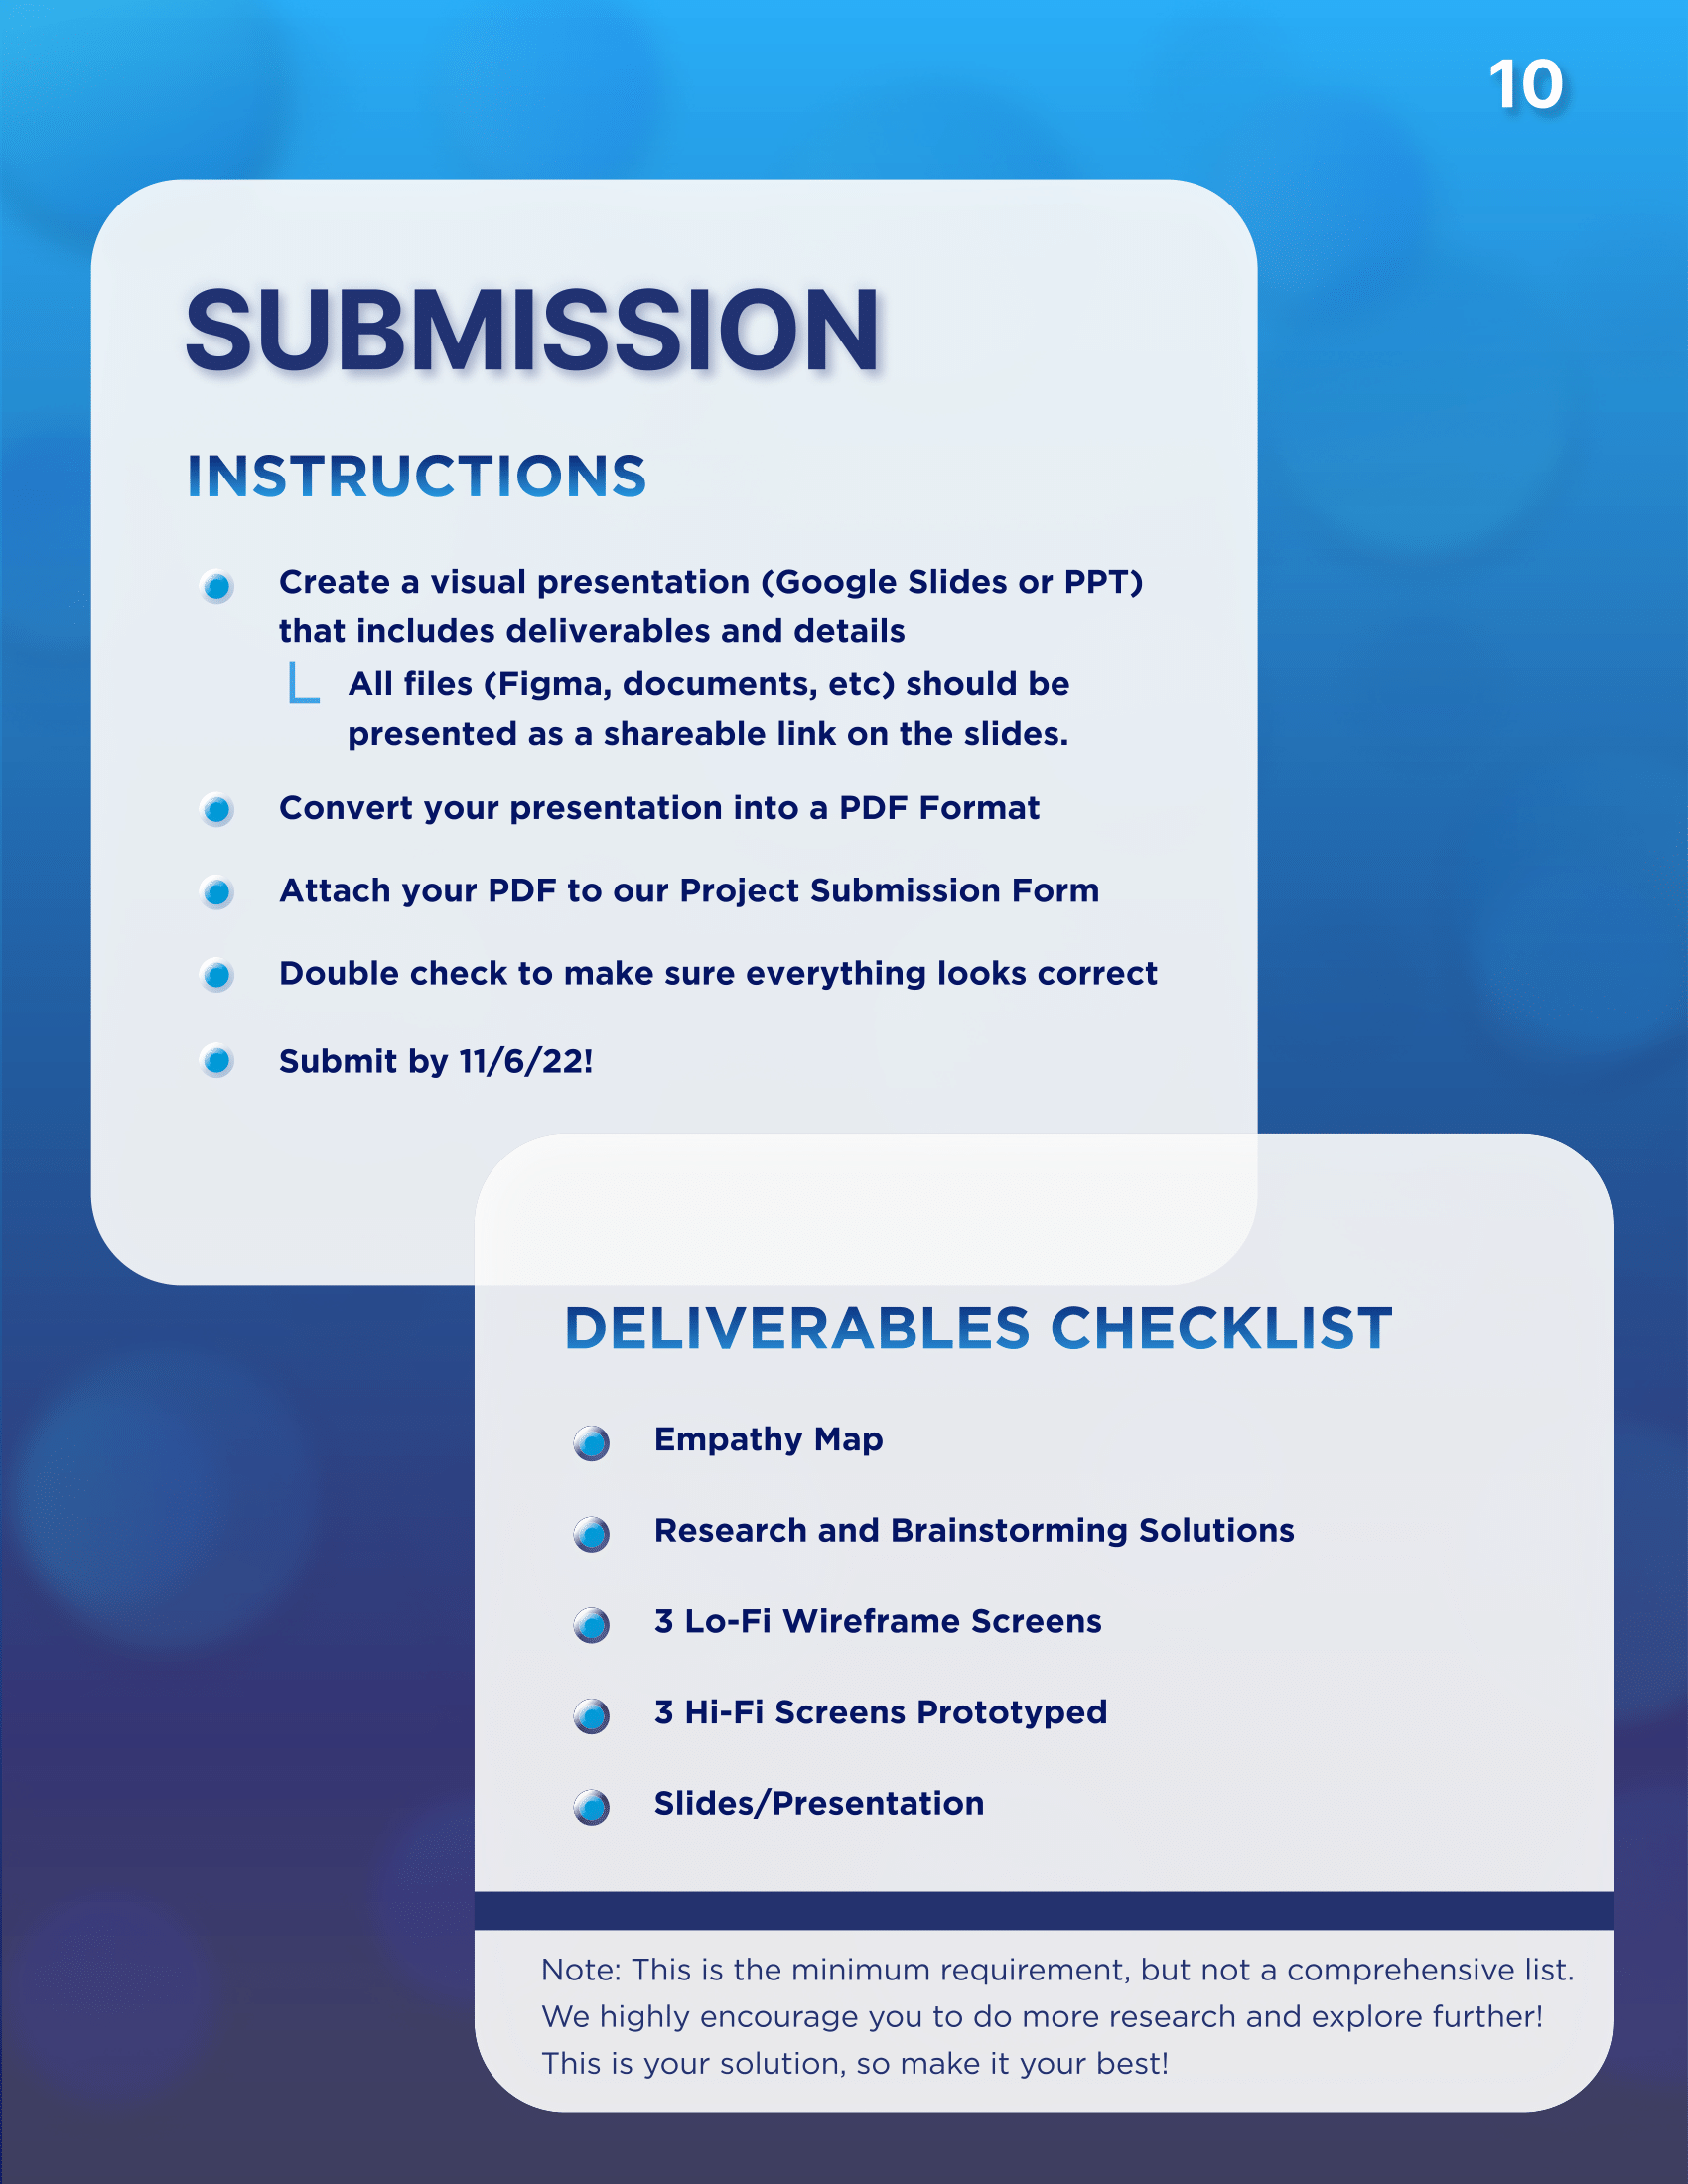 10
SUBMISSION
INSTRUCTIONS
Create a visual presentation (Google Slides or PPT)
that includes deliverables and details
All files (Figma, documents, etc) should be
presented as a shareable link on the slides.
Convert your presentation into a PDF Format
Attach your PDF to our Project Submission Form
Double check to make sure everything looks correct
Submit by 11/6/22!
DELIVERABLES CHECKLIST
Empathy Map
Research and Brainstorming Solutions
3 Lo-Fi Wireframe Screens
3 Hi-Fi Screens Prototyped
Slides/Presentation
Note: This is the minimum requirement, but not a comprehensive list.
We highly encourage you to do more research and explore further!
This is your solution, so make it your best!